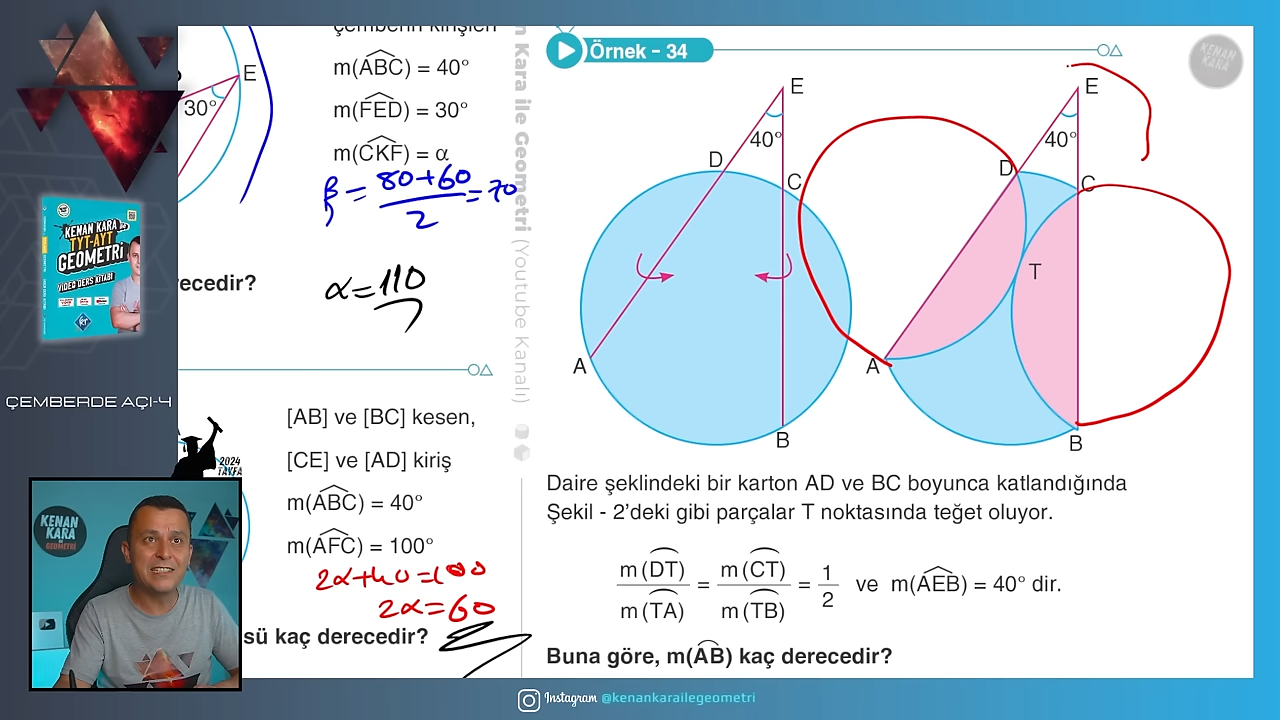 çemberin kirişleri
m(ABC) = 40°
m(FED) = 30°
m(CKF) = α
E
30°
β = 80+60 / 2 = 70
recedir?
α = 110
[AB] ve [BC] kesen,
[CE] ve [AD] kiriş
m(ABC) = 40°
m(AFC) = 100°
2α+40=100
2α=60
sü kaç derecedir?
n Kara ile Geometri (Youtube Kanalı)
Örnek - 34
KENAN KARA
E
40°
D
C
A
B
E
40°
D
C
T
A
B
Daire şeklindeki bir karton AD ve BC boyunca katlandığında
Şekil - 2'deki gibi parçalar T noktasında teğet oluyor.
m(DT) / m(TA) = m(CT) / m(TB) = 1 / 2 ve m(AEB) = 40° dir.
Buna göre, m(AB) kaç derecedir?
KENAN KARA
TYT-AYT
GEOMETRİ
VİDEO DERS KİTABI
ÇEMBERDE AÇI-4
2024
TAYFA
KENAN
KARA
GEOMETRİ
Instagram @kenankarailegeometri